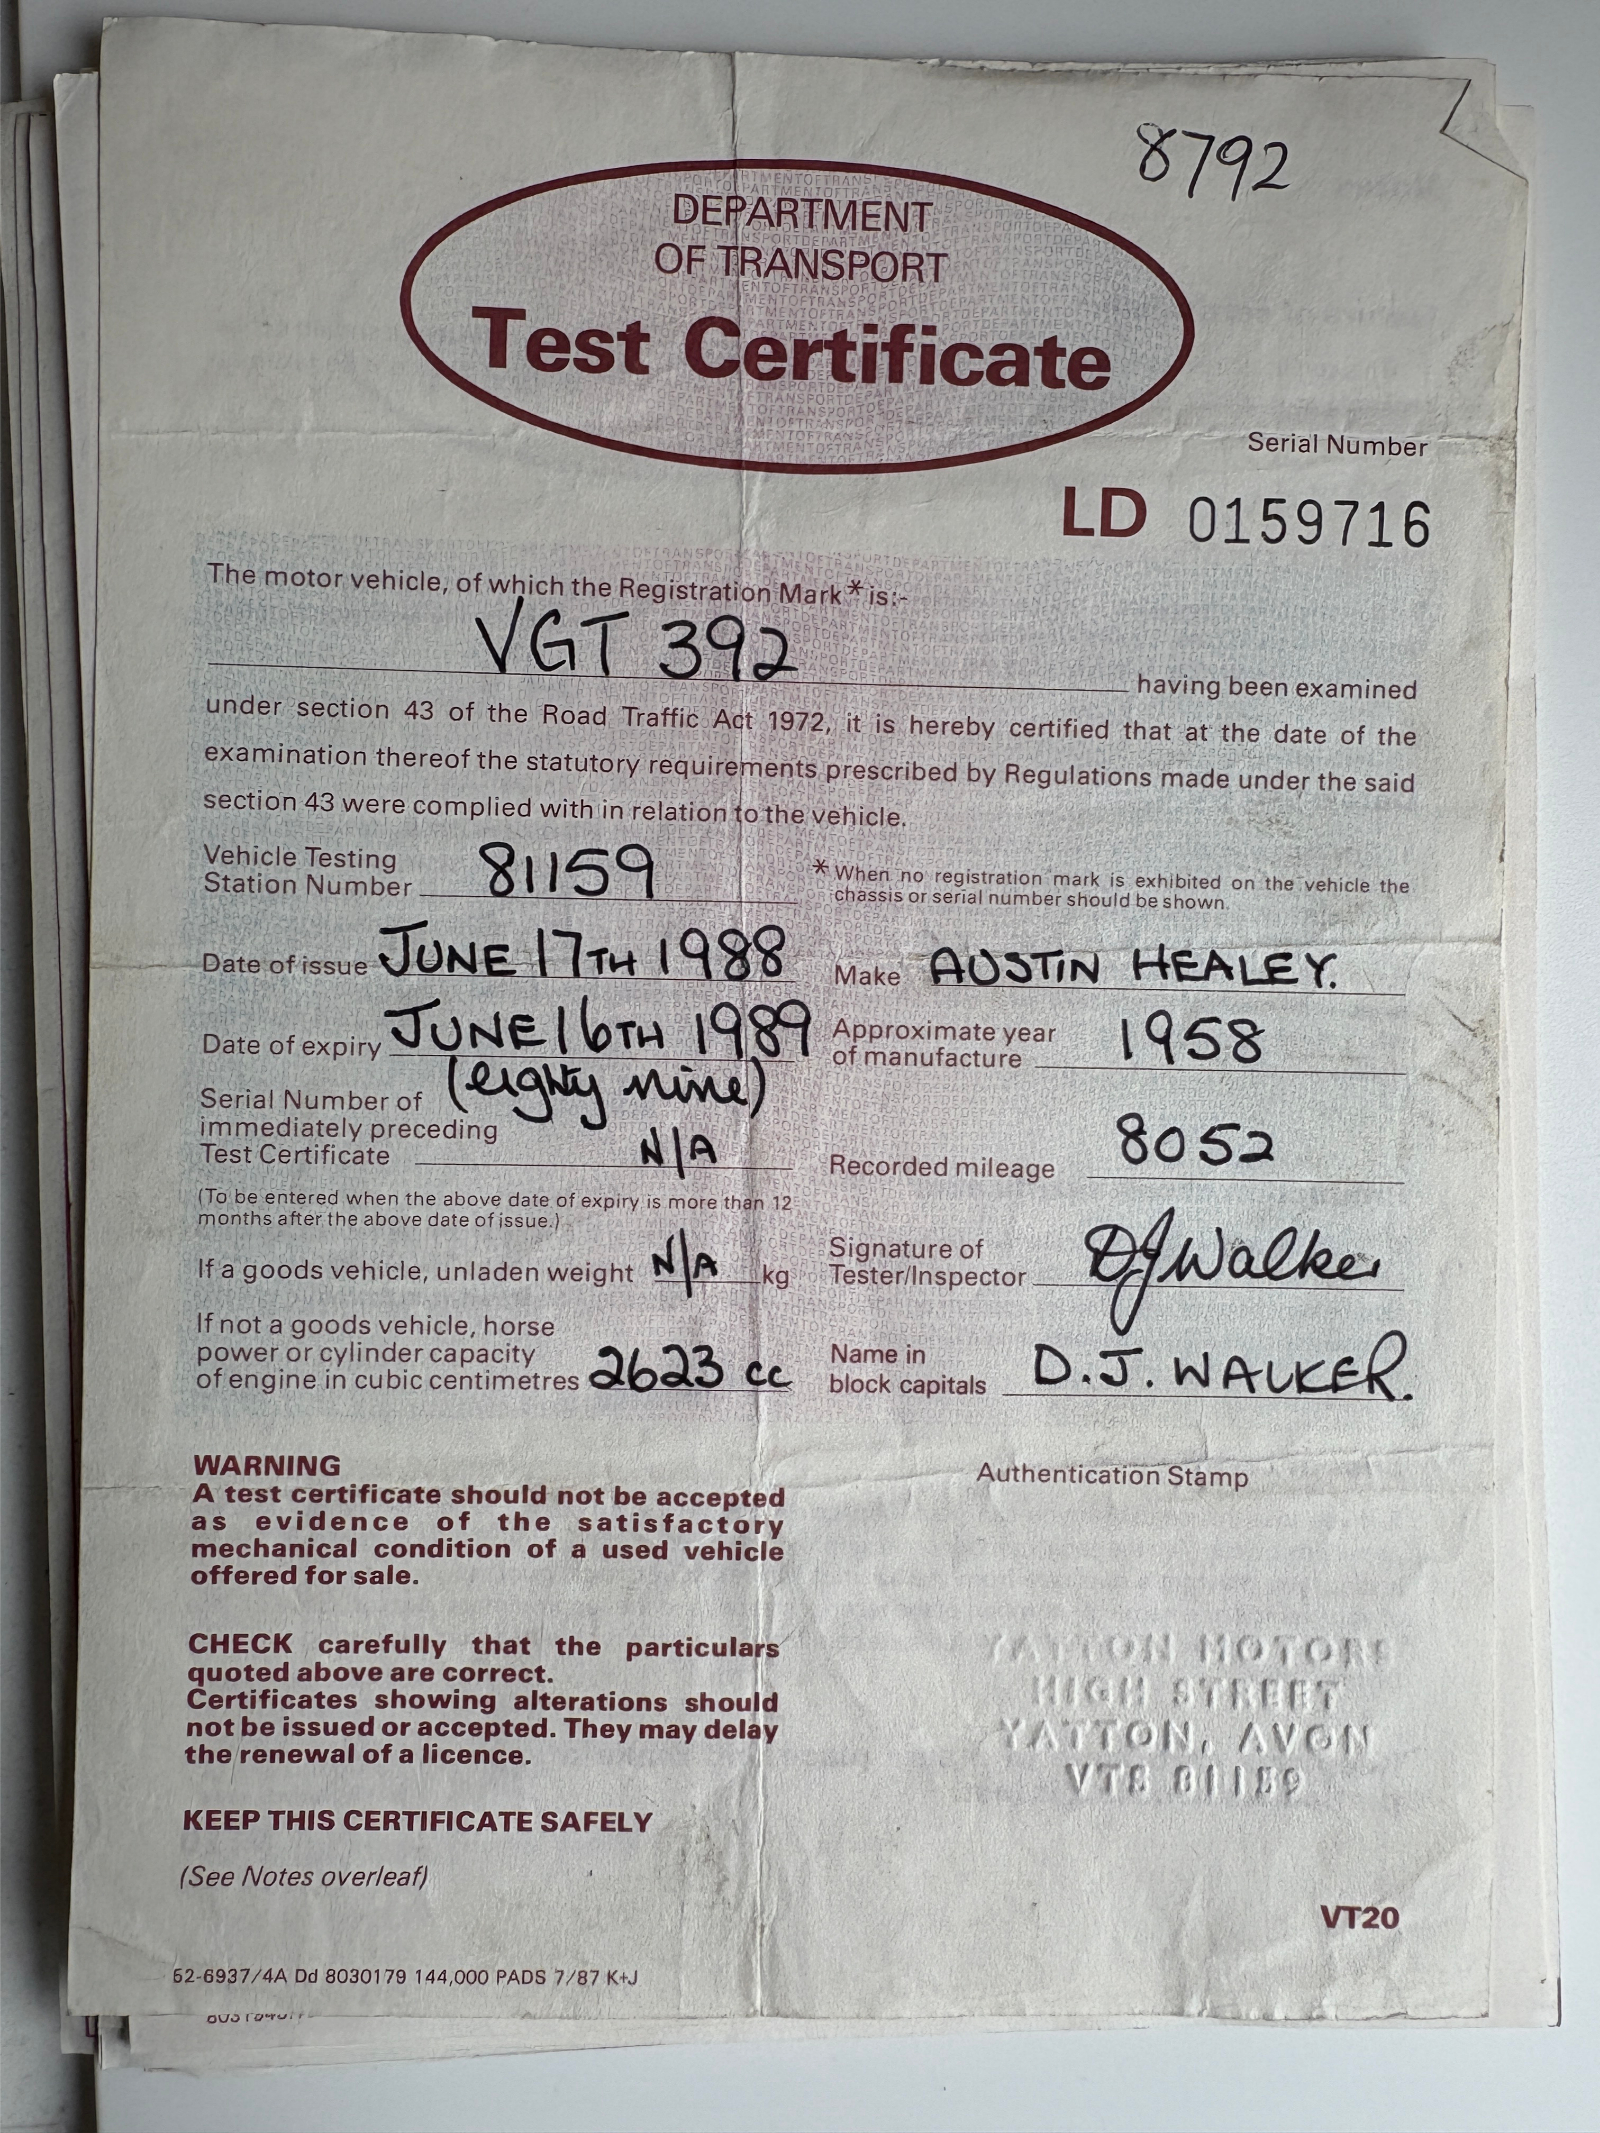 8792
DEPARTMENT
OF TRANSPORT
Test Certificate
Serial Number
LD 0159716
The motor vehicle, of which the Registration Mark * is:-
VGT 392 having been examined
under section 43 of the Road Traffic Act 1972, it is hereby certified that at the date of the
examination thereof the statutory requirements prescribed by Regulations made under the said
section 43 were complied with in relation to the vehicle.
Vehicle Testing
Station Number 81159
* When no registration mark is exhibited on the vehicle the
chassis or serial number should be shown.
Date of issue JUNE 17TH 1988
Make AUSTIN HEALEY.
Date of expiry JUNE 16TH 1989
(eighty nine)
Approximate year
of manufacture 1958
Serial Number of
immediately preceding
Test Certificate N/A
Recorded mileage 8052
(To be entered when the above date of expiry is more than 12
months after the above date of issue.)
If a goods vehicle, unladen weight N/A kg
Signature of
Tester/Inspector DJWalker
If not a goods vehicle, horse
power or cylinder capacity
of engine in cubic centimetres 2623 cc
Name in
block capitals D.J. WALKER.
WARNING
A test certificate should not be accepted
as evidence of the satisfactory
mechanical condition of a used vehicle
offered for sale.
Authentication Stamp
CHECK carefully that the particulars
quoted above are correct.
Certificates showing alterations should
not be issued or accepted. They may delay
the renewal of a licence.
YATTON MOTORS
HIGH STREET
YATTON, AVON
VTS 81159
KEEP THIS CERTIFICATE SAFELY
(See Notes overleaf)
VT20
52-6937/4A Dd 8030179 144,000 PADS 7/87 K+J